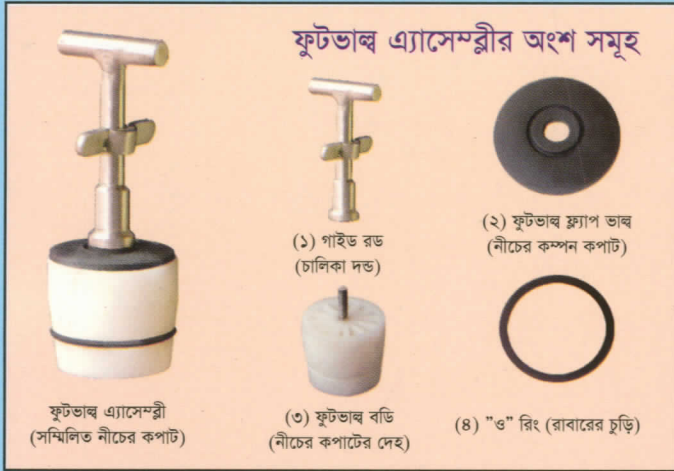 ফুটভাল্ব এ্যাসেম্ব্লীর অংশ সমূহ
(১) গাইড রড
(চালিকা দন্ড)
(২) ফুটভাল্ব ফ্ল্যাপ ভাল্ব
(নীচের কম্পন কপাট)
ফুটভাল্ব এ্যাসেম্ব্লী
(সম্মিলিত নীচের কপাট)
(৩) ফুটভাল্ব বডি
(নীচের কপাটের দেহ)
(৪) "ও" রিং (রাবারের চুড়ি)